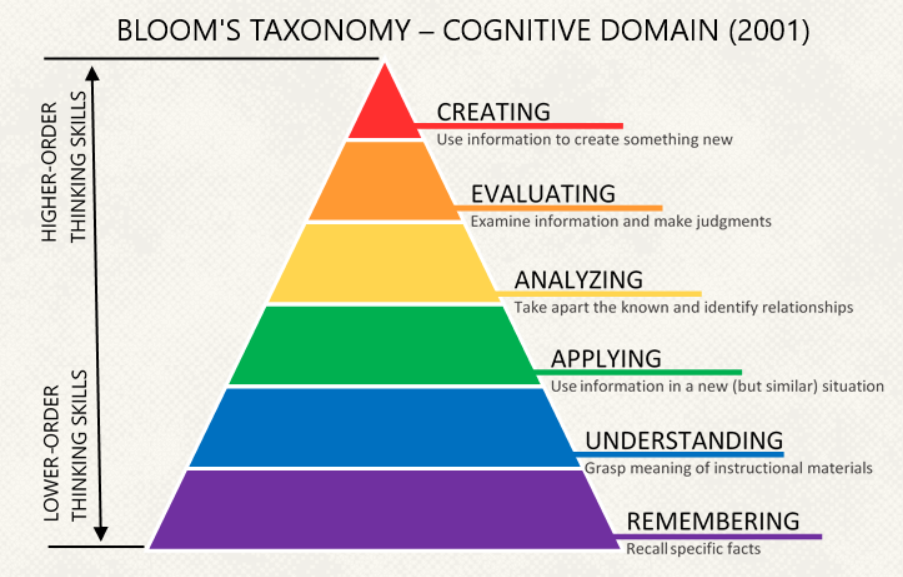 BLOOM'S TAXONOMY – COGNITIVE DOMAIN (2001)
HIGHER-ORDER
THINKING SKILLS
LOWER-ORDER
THINKING SKILLS
CREATING
Use information to create something new
EVALUATING
Examine information and make judgments
ANALYZING
Take apart the known and identify relationships
APPLYING
Use information in a new (but similar) situation
UNDERSTANDING
Grasp meaning of instructional materials
REMEMBERING
Recall specific facts